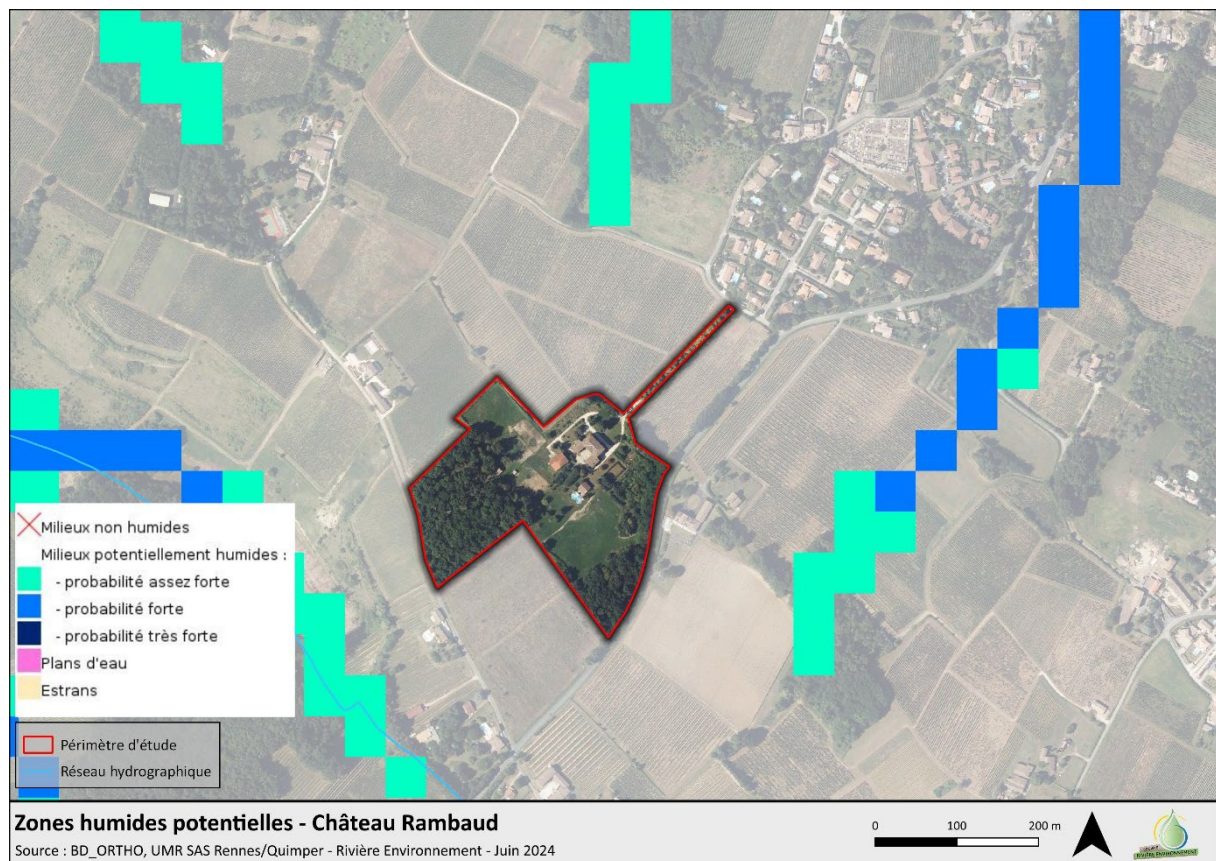 Milieux non humides
Milieux potentiellement humides :
- probabilité assez forte
- probabilité forte
- probabilité très forte
Plans d'eau
Estrans
Périmètre d'étude
Réseau hydrographique
Zones humides potentielles - Château Rambaud
Source : BD_ORTHO, UMR SAS Rennes/Quimper - Rivière Environnement - Juin 2024
0 100 200 m
RIVIÈRE ENVIRONNEMENT